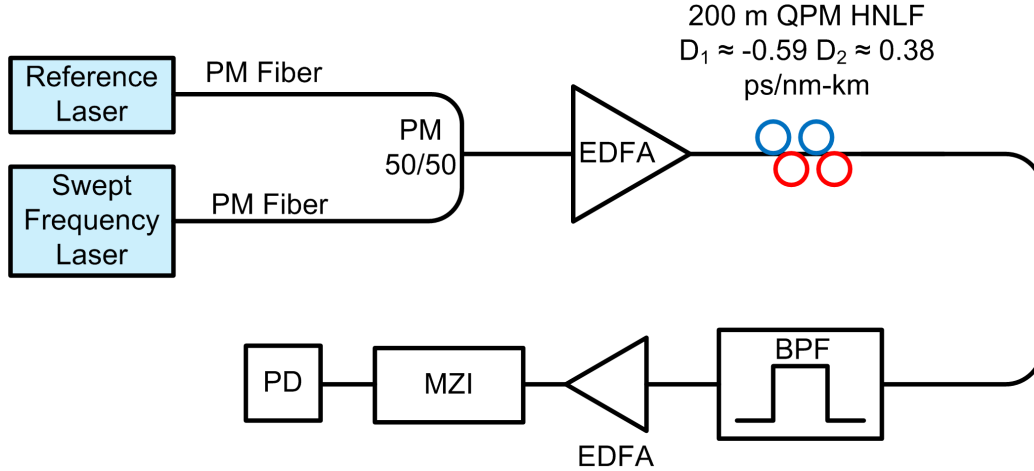 200 m QPM HNLF
D₁ ≈ -0.59 D₂ ≈ 0.38
ps/nm-km
Reference
Laser
PM Fiber
PM
50/50
EDFA
Swept
Frequency
Laser
PM Fiber
PD
MZI
EDFA
BPF